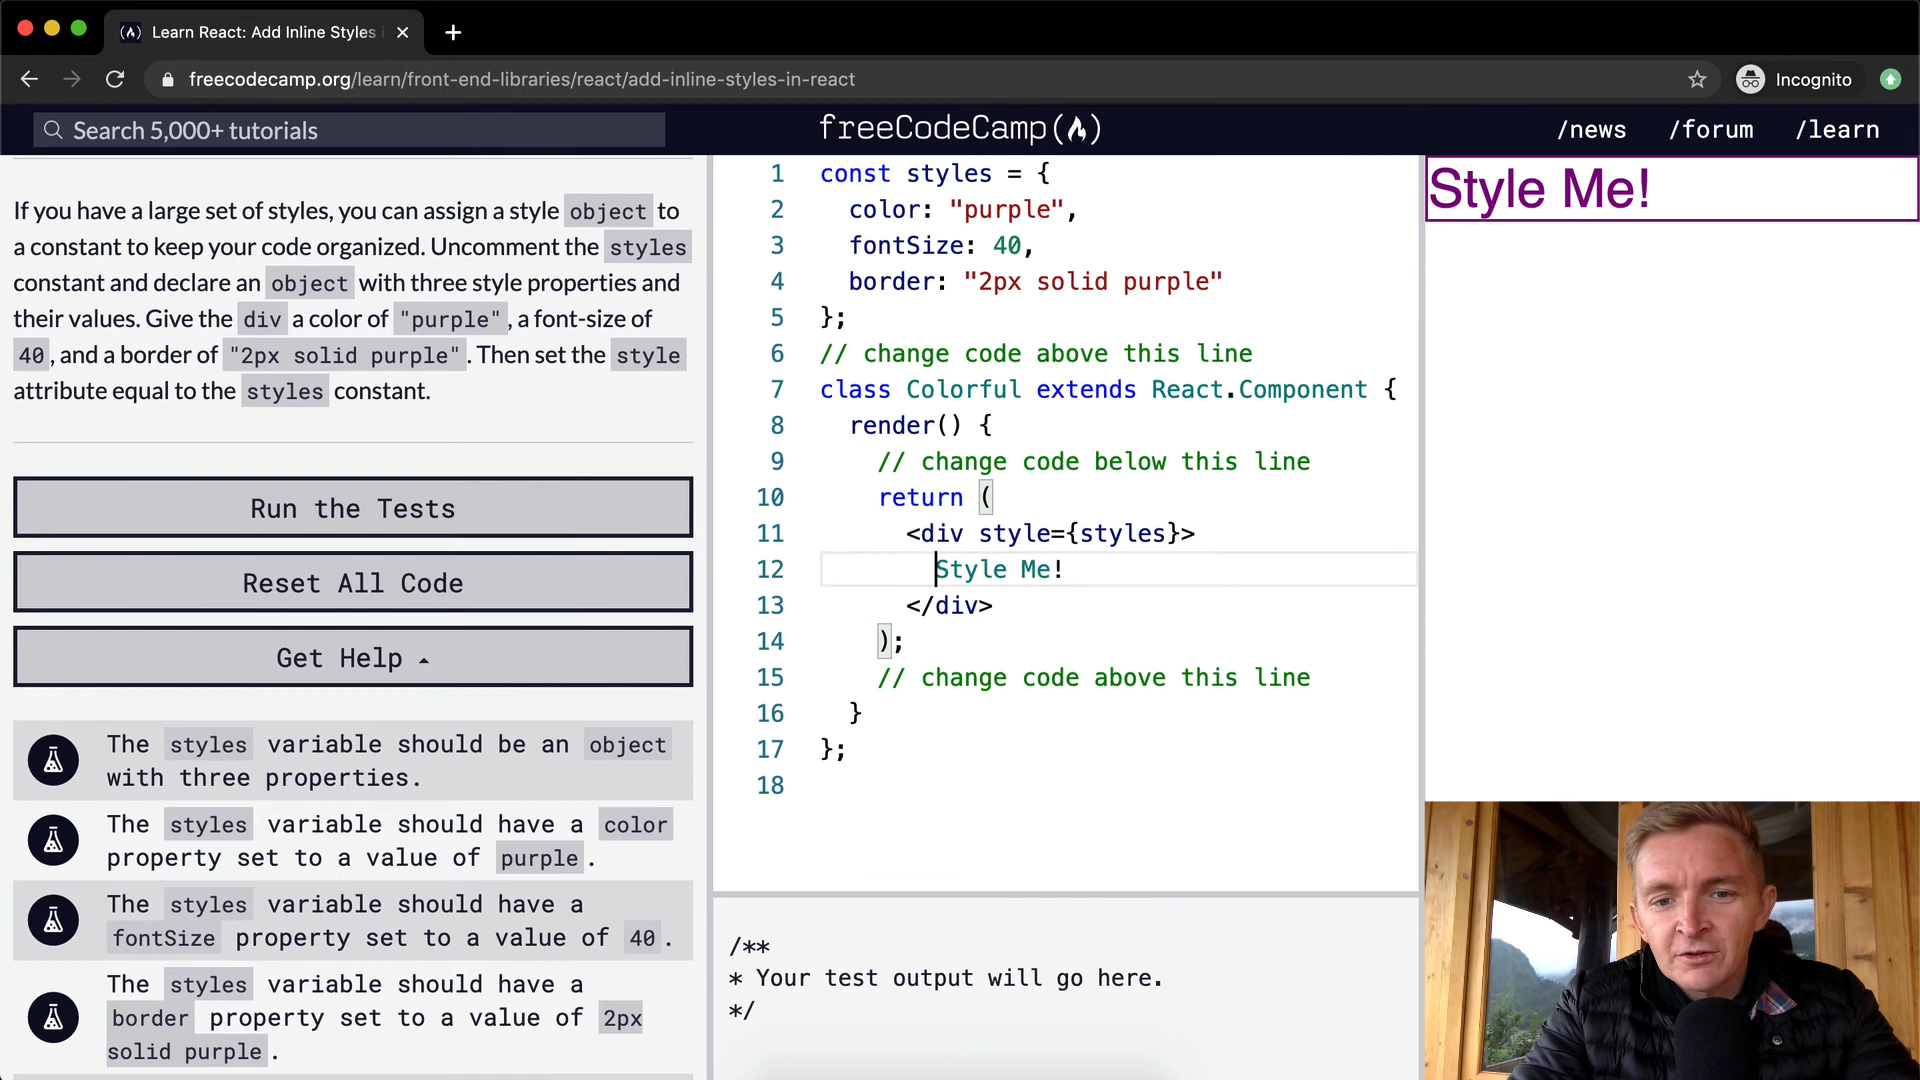 Learn React: Add Inline Styles i
freecodecamp.org/learn/front-end-libraries/react/add-inline-styles-in-react
Incognito
Search 5,000+ tutorials
freeCodeCamp
/news /forum /learn
If you have a large set of styles, you can assign a style object to
a constant to keep your code organized. Uncomment the styles
constant and declare an object with three style properties and
their values. Give the div a color of "purple", a font-size of
40, and a border of "2px solid purple". Then set the style
attribute equal to the styles constant.
Run the Tests
Reset All Code
Get Help
The styles variable should be an object
with three properties.
The styles variable should have a color
property set to a value of purple.
The styles variable should have a
fontSize property set to a value of 40.
The styles variable should have a
border property set to a value of 2px
solid purple.
1 const styles = {
2 color: "purple",
3 fontSize: 40,
4 border: "2px solid purple"
5 };
6 // change code above this line
7 class Colorful extends React.Component {
8 render() {
9 // change code below this line
10 return (
11 <div style={styles}>
12 Style Me!
13 </div>
14 );
15 // change code above this line
16 }
17 };
18
/**
* Your test output will go here.
*/
Style Me!